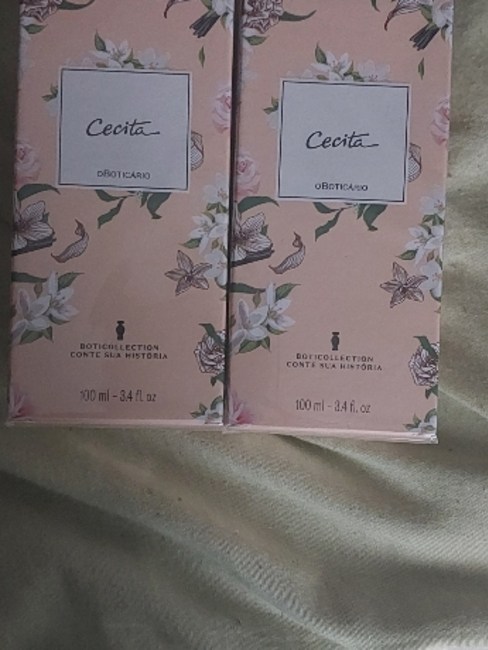 Cecita
oBOTICÁRIO
BOTICOLLECTION
CONTE SUA HISTÓRIA
100 ml - 3.4 fl. oz
Cecita
oBOTICÁRIO
BOTICOLLECTION
CONTE SUA HISTÓRIA
100 ml - 3.4 fl. oz